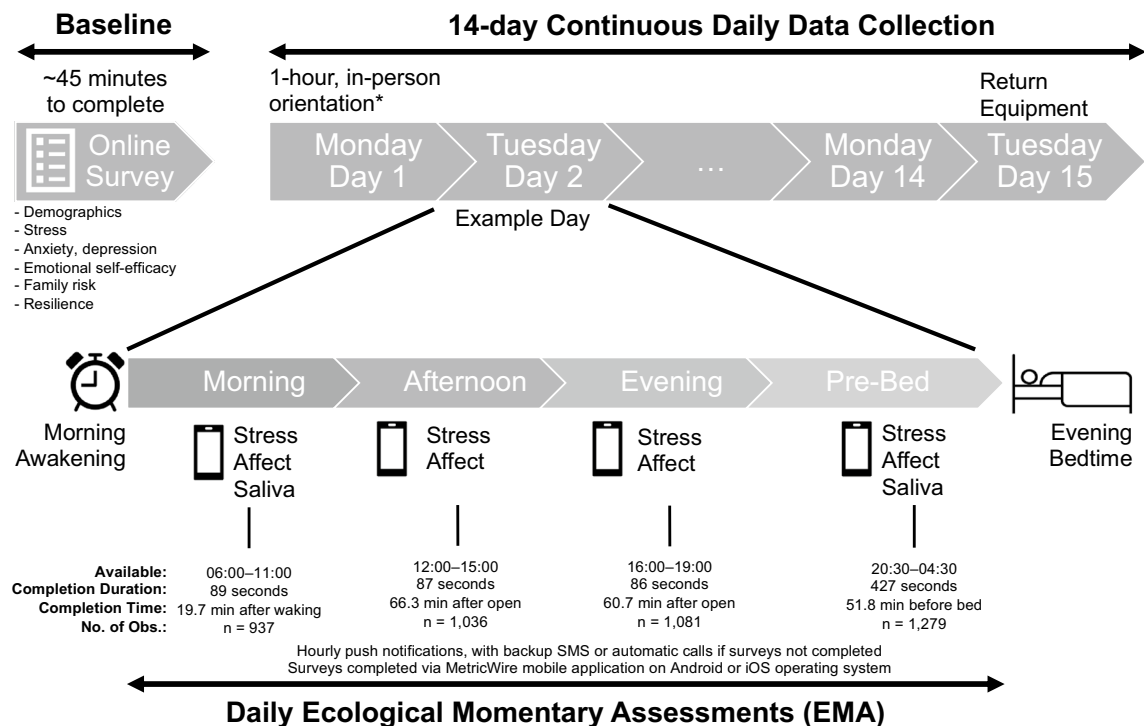 Baseline
14-day Continuous Daily Data Collection
~45 minutes
to complete
1-hour, in-person
orientation*
Return
Equipment
Online
Survey
Monday
Day 1
Tuesday
Day 2
...
Monday
Day 14
Tuesday
Day 15
- Demographics
- Stress
- Anxiety, depression
- Emotional self-efficacy
- Family risk
- Resilience
Example Day
Morning
Afternoon
Evening
Pre-Bed
Morning
Awakening
Stress
Affect
Saliva
Stress
Affect
Stress
Affect
Stress
Affect
Saliva
Evening
Bedtime
Available:
Completion Duration:
Completion Time:
No. of Obs.:
06:00–11:00
89 seconds
19.7 min after waking
n = 937
12:00–15:00
87 seconds
66.3 min after open
n = 1,036
16:00–19:00
86 seconds
60.7 min after open
n = 1,081
20:30–04:30
427 seconds
51.8 min before bed
n = 1,279
Hourly push notifications, with backup SMS or automatic calls if surveys not completed
Surveys completed via MetricWire mobile application on Android or iOS operating system
Daily Ecological Momentary Assessments (EMA)